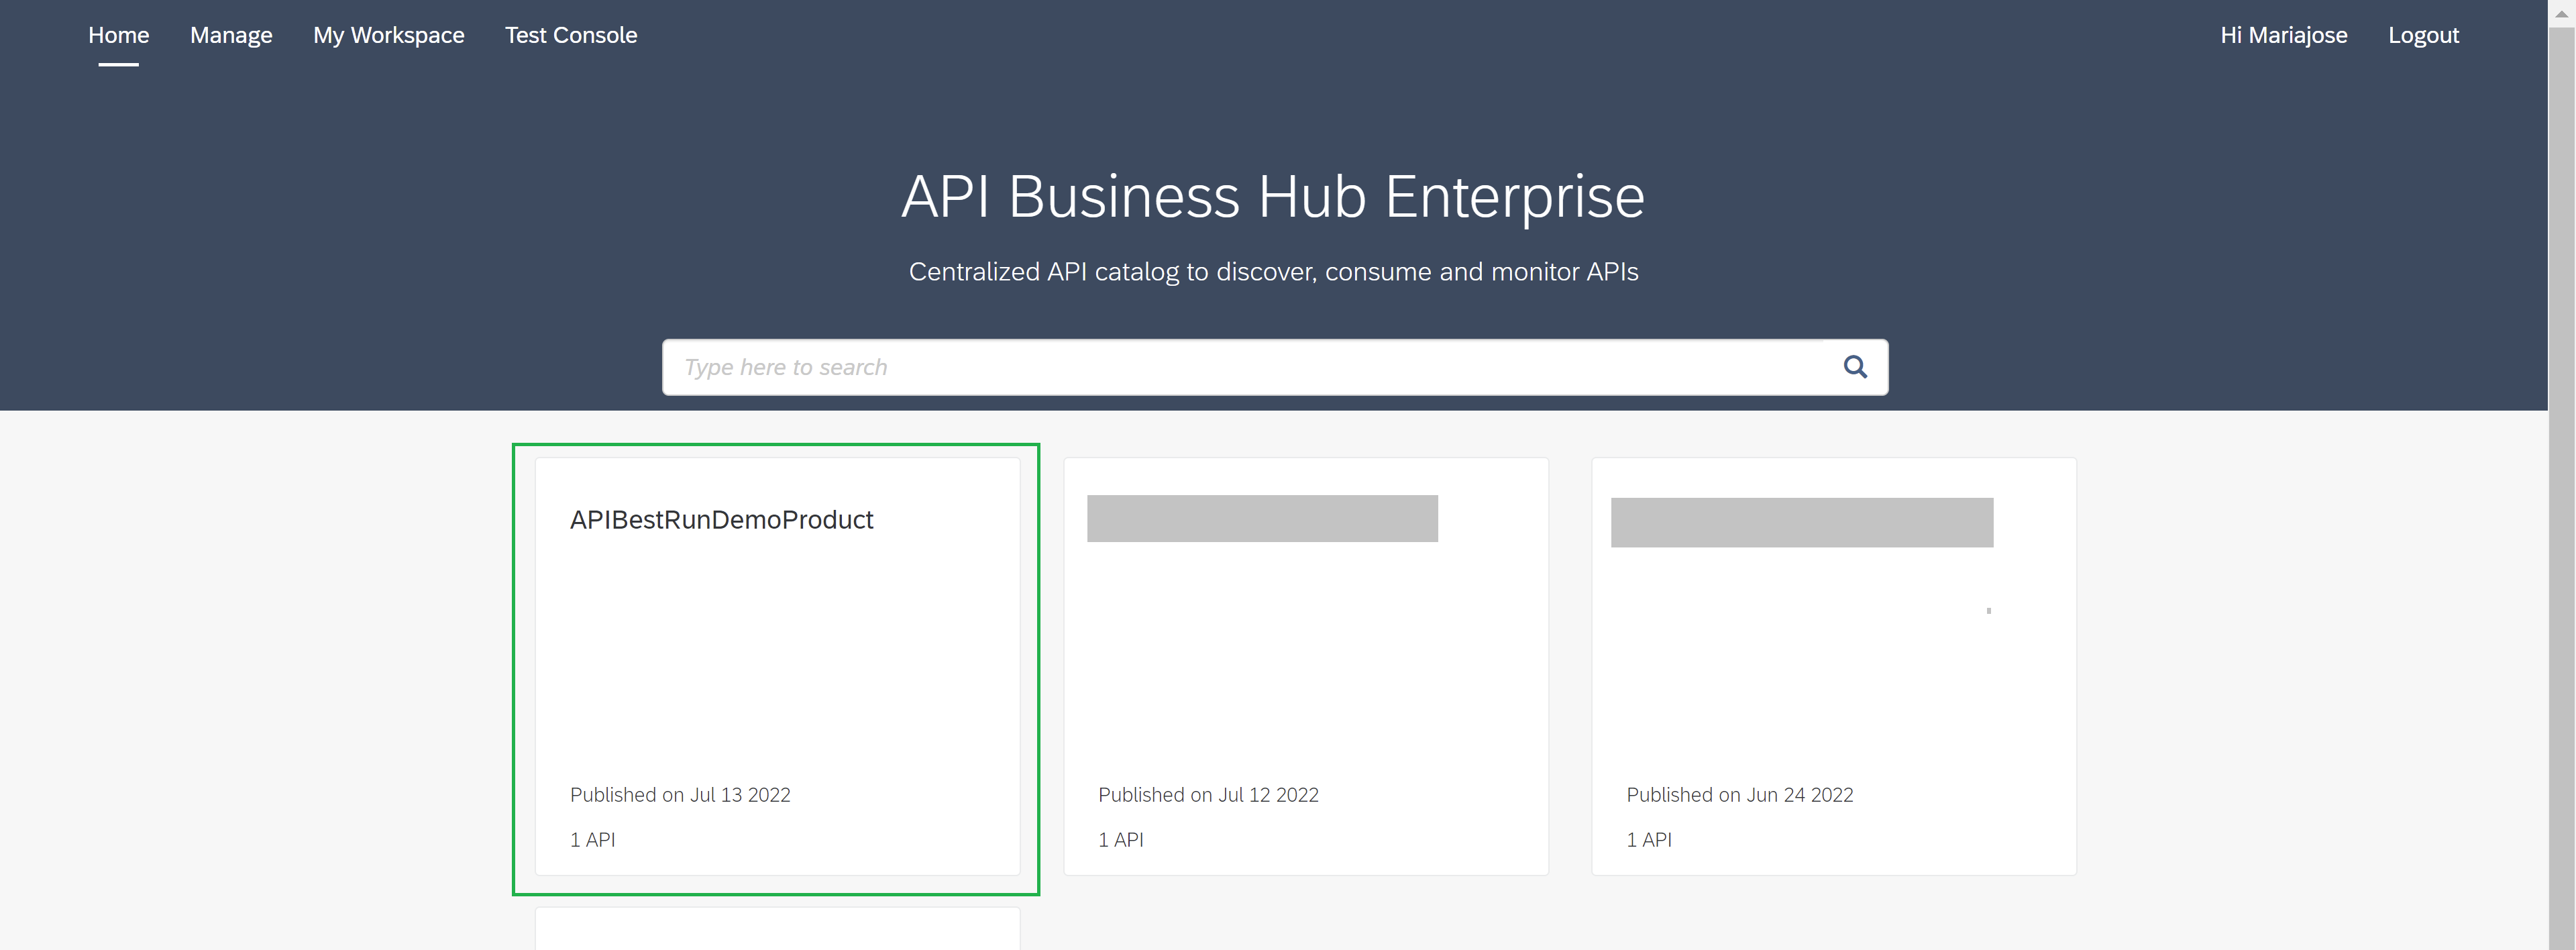 Home Manage My Workspace Test Console Hi Mariajose Logout
API Business Hub Enterprise
Centralized API catalog to discover, consume and monitor APIs
Type here to search
APIBestRunDemoProduct
Published on Jul 13 2022
1 API
Published on Jul 12 2022
1 API
Published on Jun 24 2022
1 API